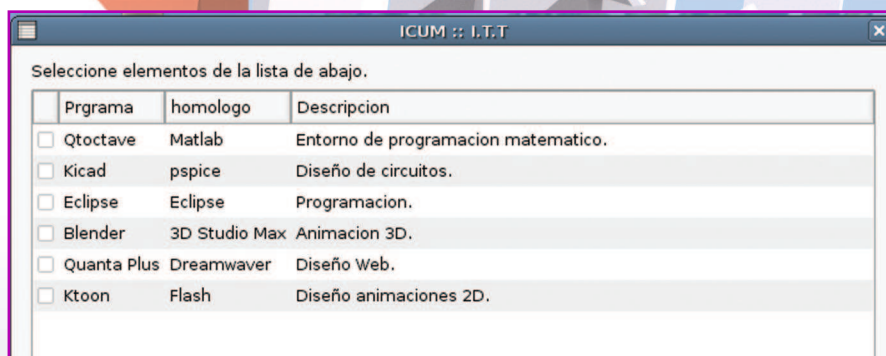 ICUM :: I.T.T
Seleccione elementos de la lista de abajo.
Prgrama homologo Descripcion
Qtoctave Matlab Entorno de programacion matematico.
Kicad pspice Diseño de circuitos.
Eclipse Eclipse Programacion.
Blender 3D Studio Max Animacion 3D.
Quanta Plus Dreamwaver Diseño Web.
Ktoon Flash Diseño animaciones 2D.